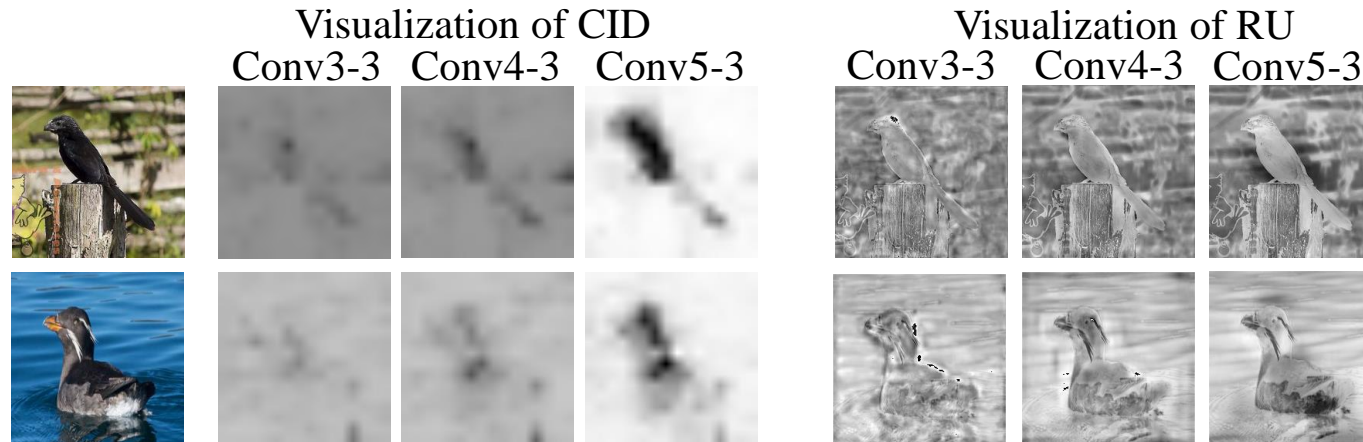 Visualization of CID
Conv3-3 Conv4-3 Conv5-3
Visualization of RU
Conv3-3 Conv4-3 Conv5-3